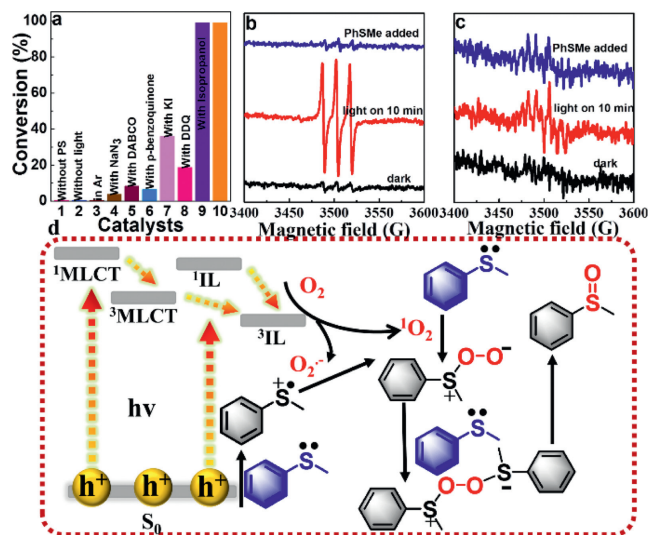 a
Conversion (%)
100
80
60
40
20
0
Without PS
Without light
in Ar
With NaN3
With DABCO
With p-benzoquinone
With KI
With DDQ
With Isopropanol
1 2 3 4 5 6 7 8 9 10
Catalysts
b
PhSMe added
light on 10 min
dark
3400 3450 3500 3550 3600
Magnetic field (G)
c
PhSMe added
light on 10 min
dark
3400 3450 3500 3550 3600
Magnetic field (G)
d
¹MLCT
³MLCT
¹IL
³IL
O₂
¹O₂
O₂·⁻
hν
h⁺ h⁺ h⁺
S₀
S
+
S
S
O
S
+
O-O
−
S
S
+
O-O
S
−